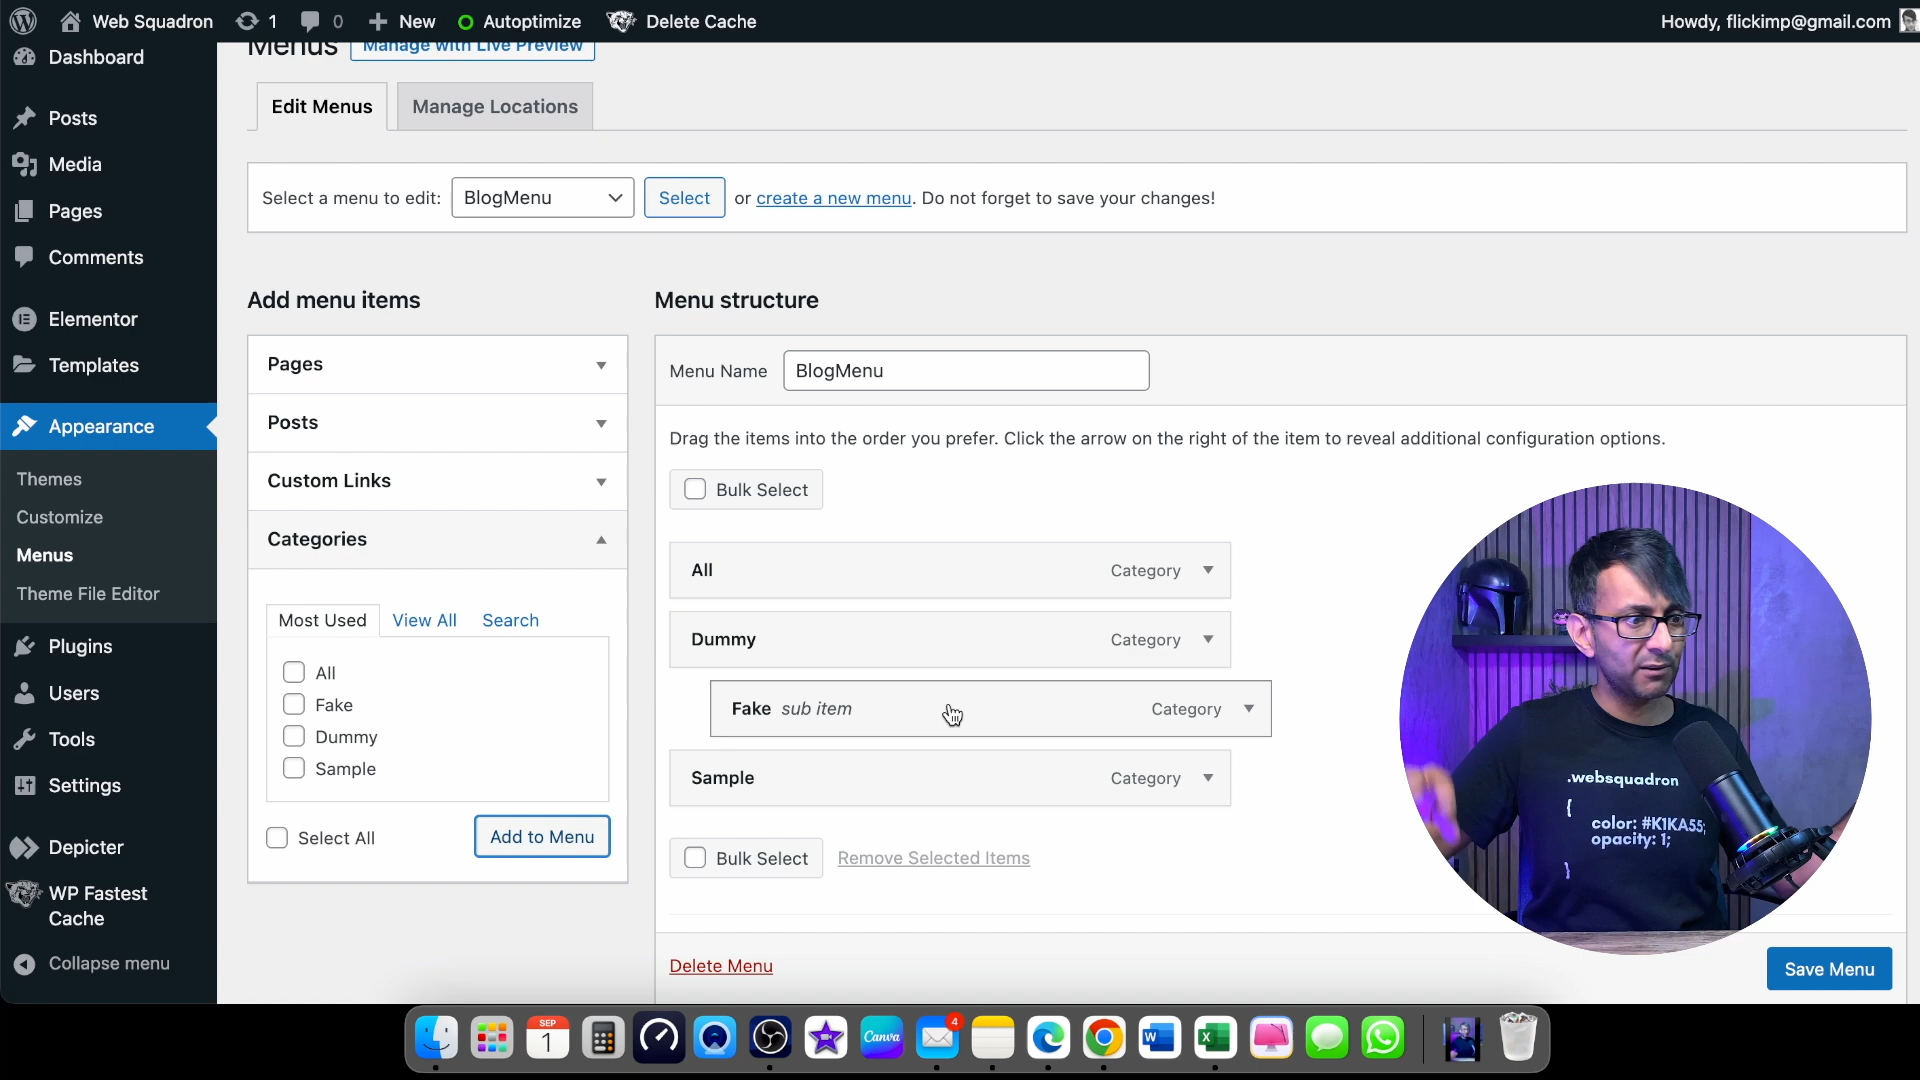 Web Squadron
1
0
New
Autoptimize
Delete Cache
Howdy, flickimp@gmail.com
Dashboard
Posts
Media
Pages
Comments
Elementor
Templates
Appearance
Themes
Customize
Menus
Theme File Editor
Plugins
Users
Tools
Settings
Depicter
WP Fastest
Cache
Collapse menu
Menus
Manage with Live Preview
Edit Menus
Manage Locations
Select a menu to edit:
BlogMenu
Select
or create a new menu. Do not forget to save your changes!
Add menu items
Pages
Posts
Custom Links
Categories
Most Used
View All
Search
All
Fake
Dummy
Sample
Select All
Add to Menu
Menu structure
Menu Name
BlogMenu
Drag the items into the order you prefer. Click the arrow on the right of the item to reveal additional configuration options.
Bulk Select
All
Category
Dummy
Category
Fake sub item
Category
Sample
Category
Bulk Select
Remove Selected Items
Delete Menu
Save Menu
.websquadron
{
color: #K1KA55;
opacity: 1;
}
SEP
1
Canva
4
W
X